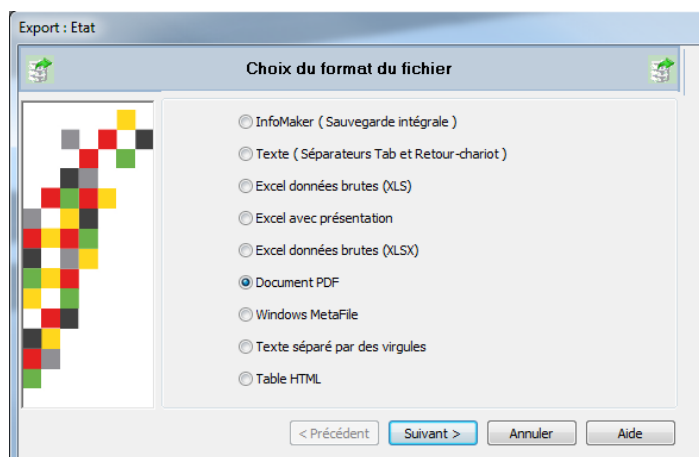 Export : Etat
Choix du format du fichier
InfoMaker ( Sauvegarde intégrale )
Texte ( Séparateurs Tab et Retour-chariot )
Excel données brutes (XLS)
Excel avec présentation
Excel données brutes (XLSX)
Document PDF
Windows MetaFile
Texte séparé par des virgules
Table HTML
< Précédent Suivant > Annuler Aide